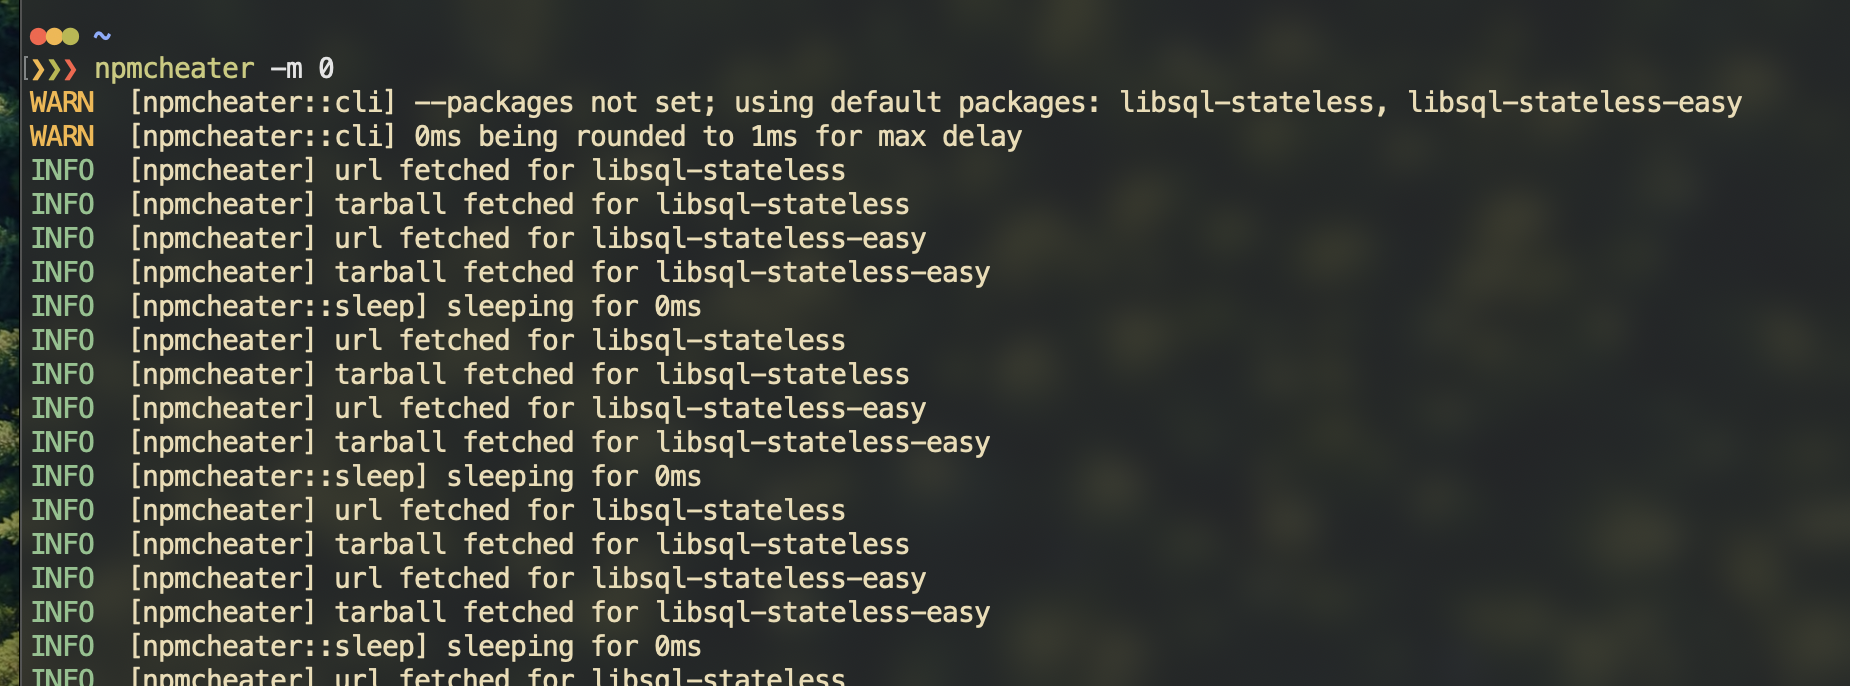 ~
[❯❯❯ npmcheater -m 0
WARN  [npmcheater::cli] --packages not set; using default packages: libsql-stateless, libsql-stateless-easy
WARN  [npmcheater::cli] 0ms being rounded to 1ms for max delay
INFO  [npmcheater] url fetched for libsql-stateless
INFO  [npmcheater] tarball fetched for libsql-stateless
INFO  [npmcheater] url fetched for libsql-stateless-easy
INFO  [npmcheater] tarball fetched for libsql-stateless-easy
INFO  [npmcheater::sleep] sleeping for 0ms
INFO  [npmcheater] url fetched for libsql-stateless
INFO  [npmcheater] tarball fetched for libsql-stateless
INFO  [npmcheater] url fetched for libsql-stateless-easy
INFO  [npmcheater] tarball fetched for libsql-stateless-easy
INFO  [npmcheater::sleep] sleeping for 0ms
INFO  [npmcheater] url fetched for libsql-stateless
INFO  [npmcheater] tarball fetched for libsql-stateless
INFO  [npmcheater] url fetched for libsql-stateless-easy
INFO  [npmcheater] tarball fetched for libsql-stateless-easy
INFO  [npmcheater::sleep] sleeping for 0ms
INFO  [npmcheater] url fetched for libsql-stateless